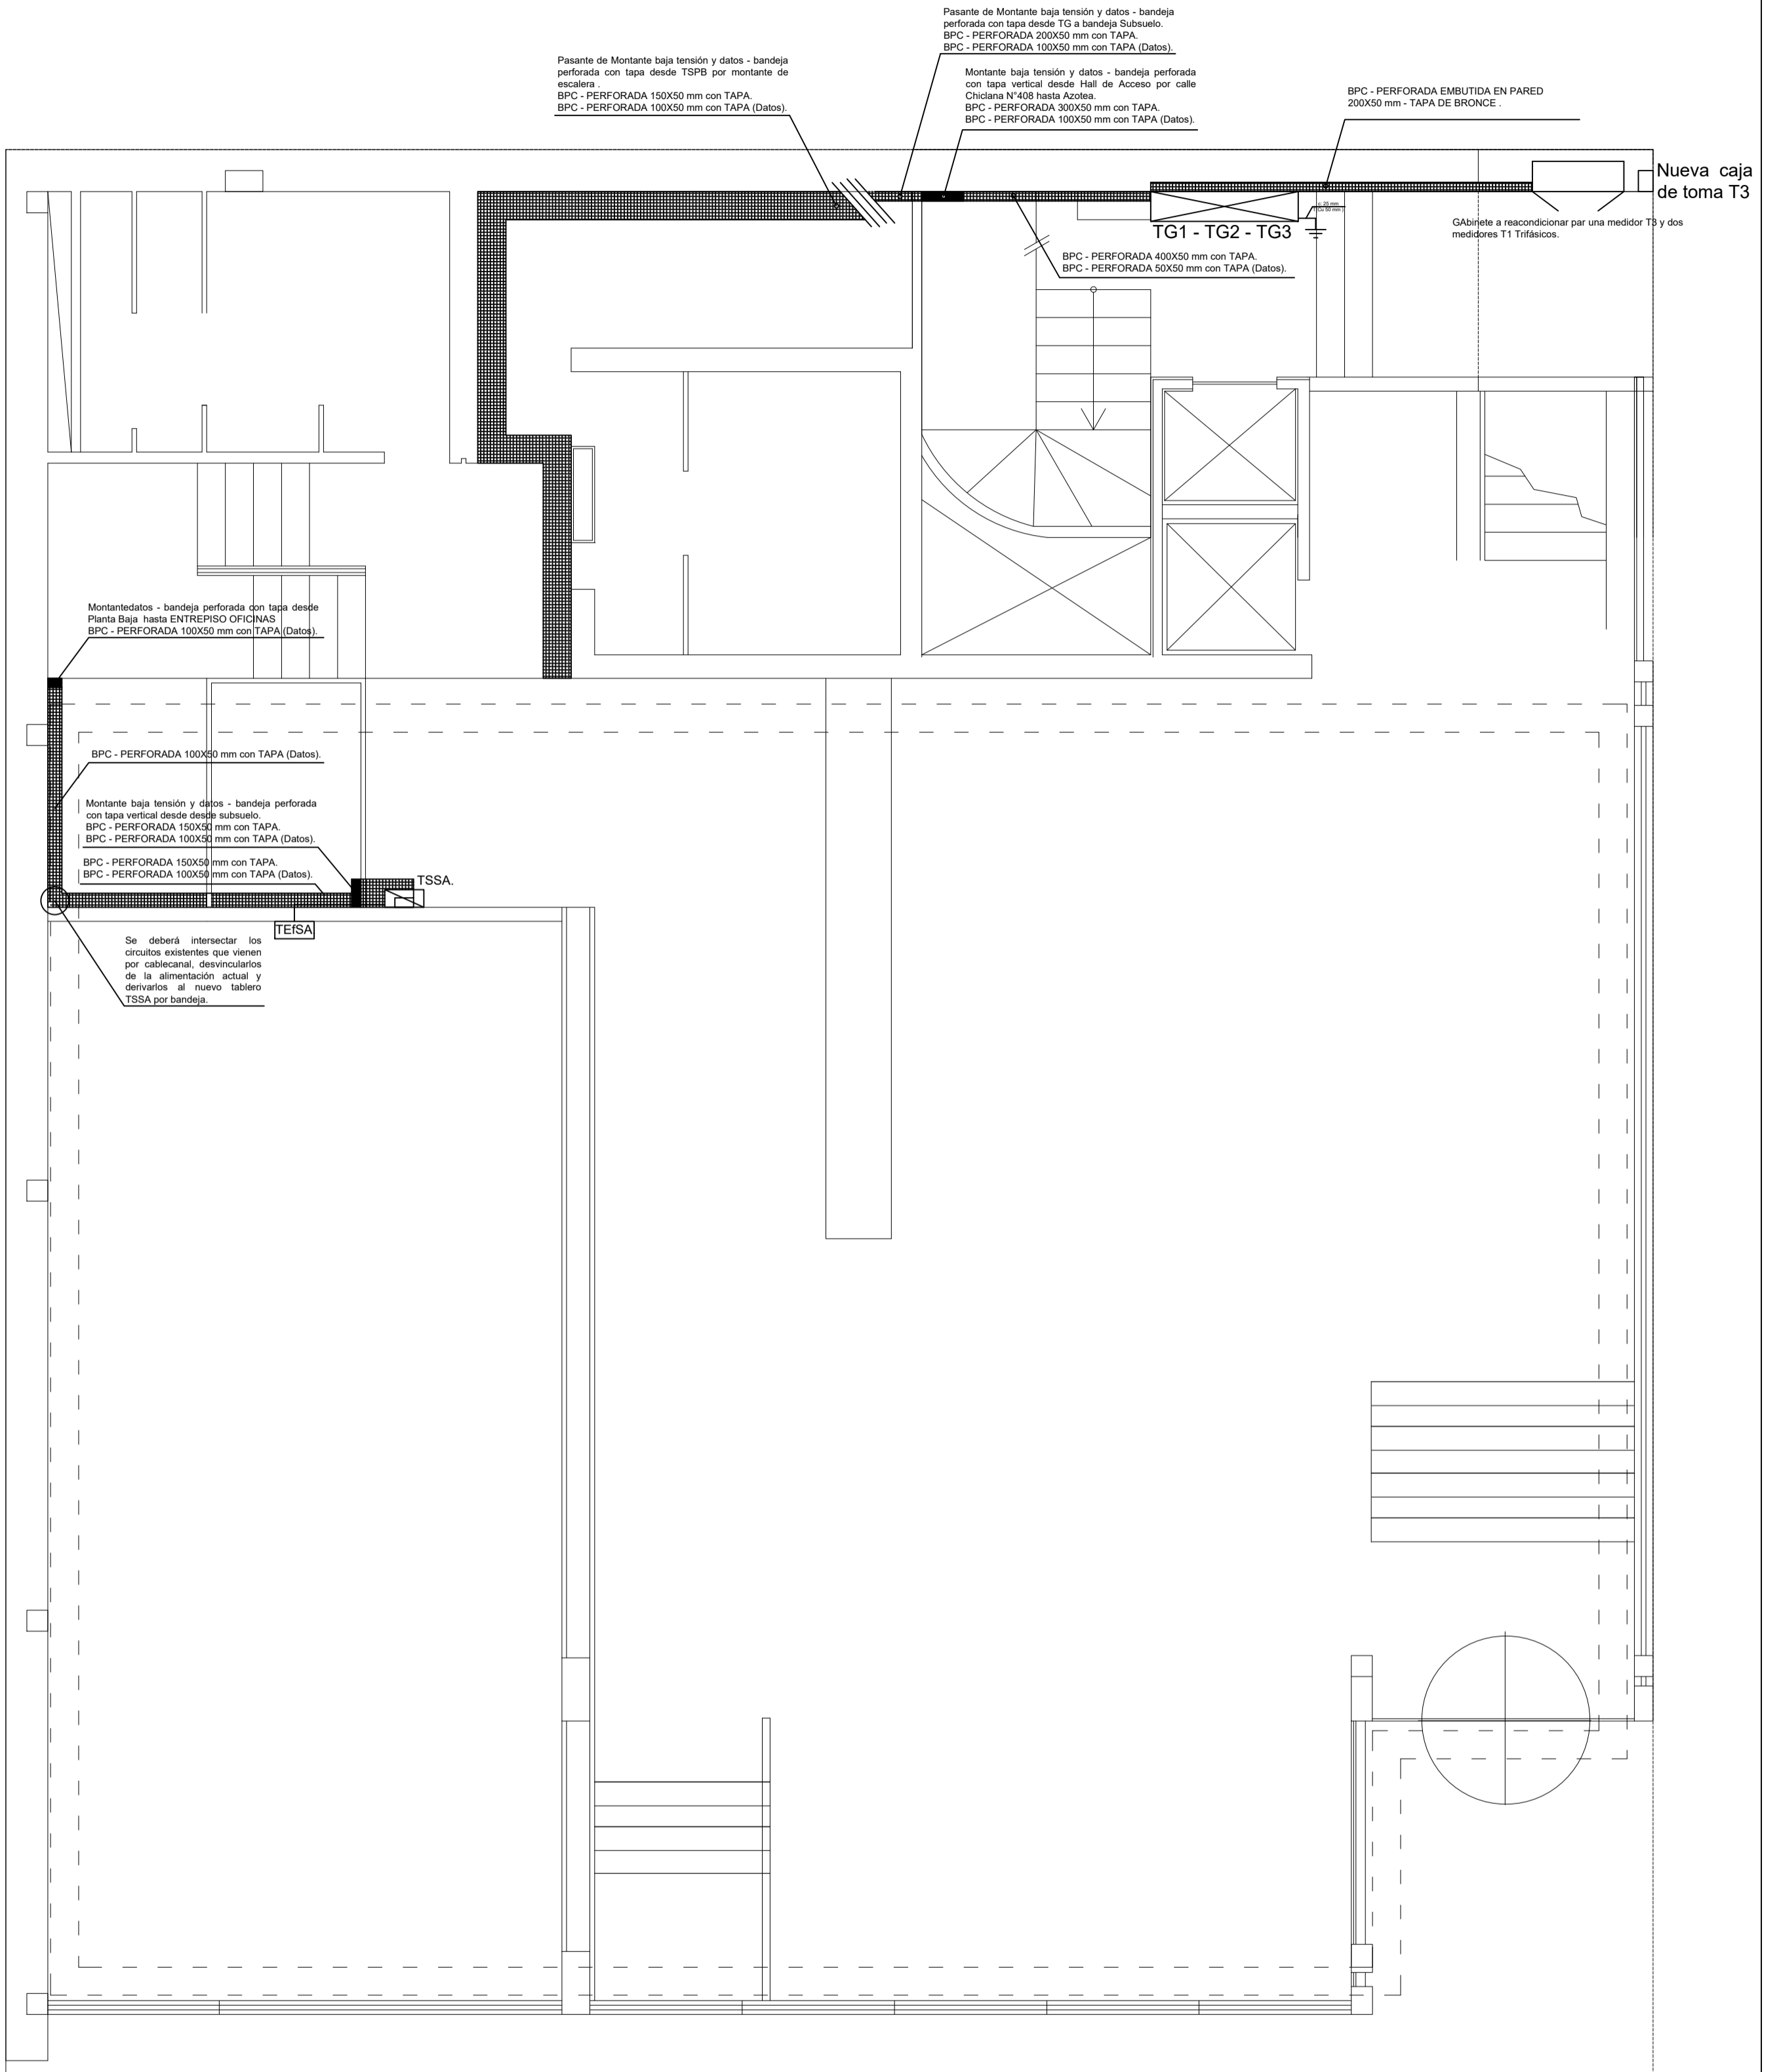 Pasante de Montante baja tensión y datos - bandeja
perforada con tapa desde TG a bandeja Subsuelo.
BPC - PERFORADA 200X50 mm con TAPA.
BPC - PERFORADA 100X50 mm con TAPA (Datos).
Pasante de Montante baja tensión y datos - bandeja
perforada con tapa desde TSPB por montante de
escalera .
BPC - PERFORADA 150X50 mm con TAPA.
BPC - PERFORADA 100X50 mm con TAPA (Datos).
Montante baja tensión y datos - bandeja perforada
con tapa vertical desde Hall de Acceso por calle
Chiclana N°408 hasta Azotea.
BPC - PERFORADA 300X50 mm con TAPA.
BPC - PERFORADA 100X50 mm con TAPA (Datos).
BPC - PERFORADA EMBUTIDA EN PARED
200X50 mm - TAPA DE BRONCE .
Nueva caja
de toma T3
GAbinete a reacondicionar par una medidor T3 y dos
medidores T1 Trifásicos.
25 mm
Cu 50 mm
TG1 - TG2 - TG3
BPC - PERFORADA 400X50 mm con TAPA.
BPC - PERFORADA 50X50 mm con TAPA (Datos).
Montantedatos - bandeja perforada con tapa desde
Planta Baja hasta ENTREPISO OFICINAS
BPC - PERFORADA 100X50 mm con TAPA (Datos).
BPC - PERFORADA 100X50 mm con TAPA (Datos).
Montante baja tensión y datos - bandeja perforada
con tapa vertical desde desde subsuelo.
BPC - PERFORADA 150X50 mm con TAPA.
BPC - PERFORADA 100X50 mm con TAPA (Datos).
BPC - PERFORADA 150X50 mm con TAPA.
BPC - PERFORADA 100X50 mm con TAPA (Datos).
TSSA.
TEfSA
Se deberá intersectar los
circuitos existentes que vienen
por cablecanal, desvincularlos
de la alimentación actual y
derivarlos al nuevo tablero
TSSA por bandeja.